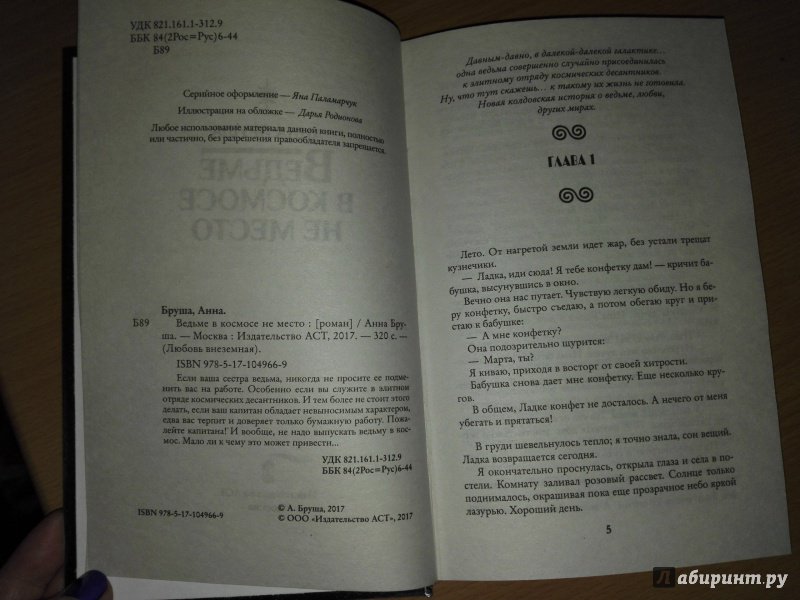 УДК 821.161.1-312.9
ББК 84(2Рос=Рус)6-44
Б89
Серийное оформление — Яна Паламарчук
Иллюстрация на обложке — Дарья Родионова
Любое использование материала данной книги, полностью
или частично, без разрешения правообладателя запрещается.
ВЕДЬМЕ
В КОСМОСЕ
НЕ МЕСТО
Бруша, Анна.
Б89 Ведьме в космосе не место : [роман] / Анна Бру-
ша. — Москва : Издательство АСТ, 2017. — 320 с. —
(Любовь внеземная).
ISBN 978-5-17-104966-9
Если ваша сестра ведьма, никогда не просите ее подме-
нить вас на работе. Особенно если вы служите в элитном
отряде космических десантников. И тем более не стоит этого
делать, если ваш капитан обладает невыносимым характером,
едва вас терпит и доверяет только бумажную работу. Пожа-
лейте капитана! И вообще, не надо выпускать ведьму в кос-
мос. Мало ли к чему это может привести...
УДК 821.161.1-312.9
ББК 84(2Рос=Рус)6-44
ISBN 978-5-17-104966-9
© А. Бруша, 2017
© ООО «Издательство АСТ», 2017
Давным-давно, в далекой-далекой галактике…
одна ведьма совершенно случайно присоединилась
к элитному отряду космических десантников.
Ну, что тут скажешь… к такому их жизнь не готовила.
Новая колдовская история о ведьме, любви,
других мирах.
ГЛАВА 1
Лето. От нагретой земли идет жар, без устали трещат
кузнечики.
— Ладка, иди сюда! Я тебе конфетку дам! — кричит ба-
бушка, высунувшись в окно.
Вечно она нас путает. Чувствую легкую обиду. Но я бе-
ру конфетку, быстро съедаю, а потом обегаю круг и при-
стаю к бабушке:
— А мне конфетку?
Она подозрительно щурится:
— Марта, ты?
Я киваю, приходя в восторг от своей хитрости.
Бабушка снова дает мне конфетку. Еще несколько кру-
гов.
В общем, Ладке конфет не досталось. А нечего от меня
убегать и прятаться!
В груди шевельнулось тепло; я точно знала, сон вещий.
Ладка возвращается сегодня.
Я окончательно проснулась, открыла глаза и села в по-
стели. Комнату заливал розовый рассвет. Солнце только
поднималось, окрашивая пока еще прозрачное небо яркой
лазурью. Хороший день.
5
Лабиринт.ру